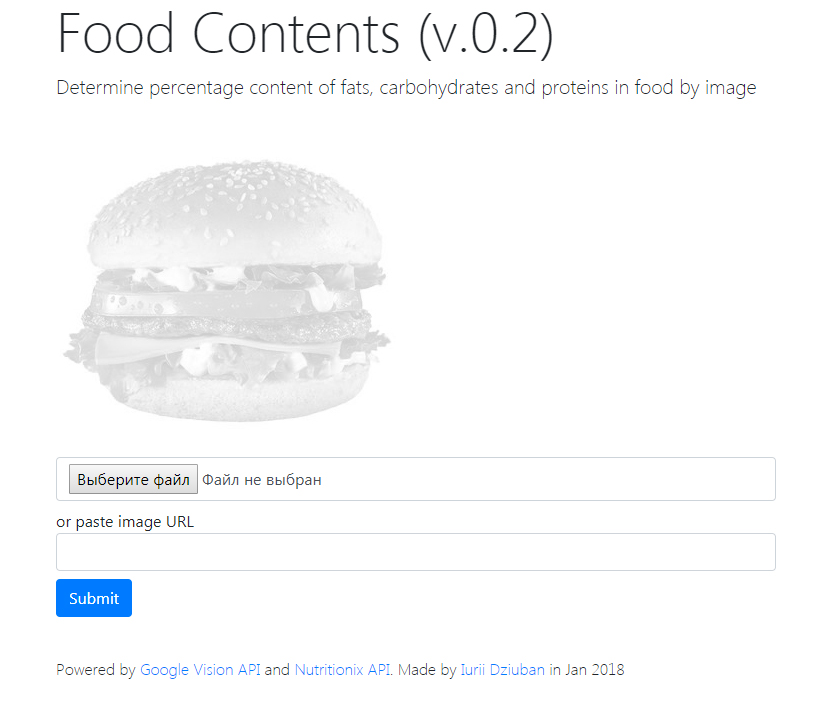 Food Contents (v.0.2)
Determine percentage content of fats, carbohydrates and proteins in food by image
Выберите файл Файл не выбран
or paste image URL
Submit
Powered by Google Vision API and Nutritionix API. Made by Iurii Dziuban in Jan 2018